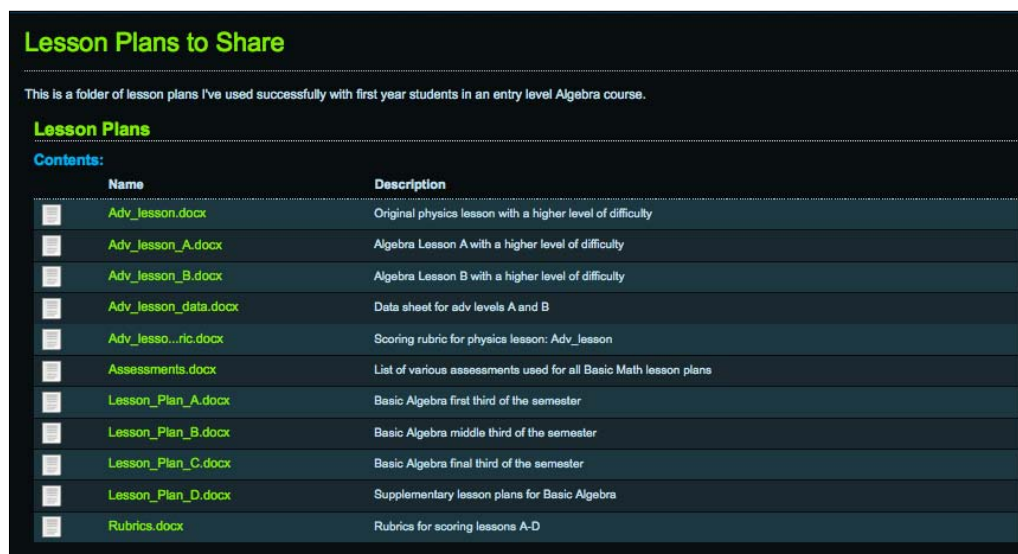 Lesson Plans to Share
This is a folder of lesson plans I've used successfully with first year students in an entry level Algebra course.
Lesson Plans
Contents:
Name Description
Adv_lesson.docx Original physics lesson with a higher level of difficulty
Adv_lesson_A.docx Algebra Lesson A with a higher level of difficulty
Adv_lesson_B.docx Algebra Lesson B with a higher level of difficulty
Adv_lesson_data.docx Data sheet for adv levels A and B
Adv_lesso...ric.docx Scoring rubric for physics lesson: Adv_lesson
Assessments.docx List of various assessments used for all Basic Math lesson plans
Lesson_Plan_A.docx Basic Algebra first third of the semester
Lesson_Plan_B.docx Basic Algebra middle third of the semester
Lesson_Plan_C.docx Basic Algebra final third of the semester
Lesson_Plan_D.docx Supplementary lesson plans for Basic Algebra
Rubrics.docx Rubrics for scoring lessons A-D